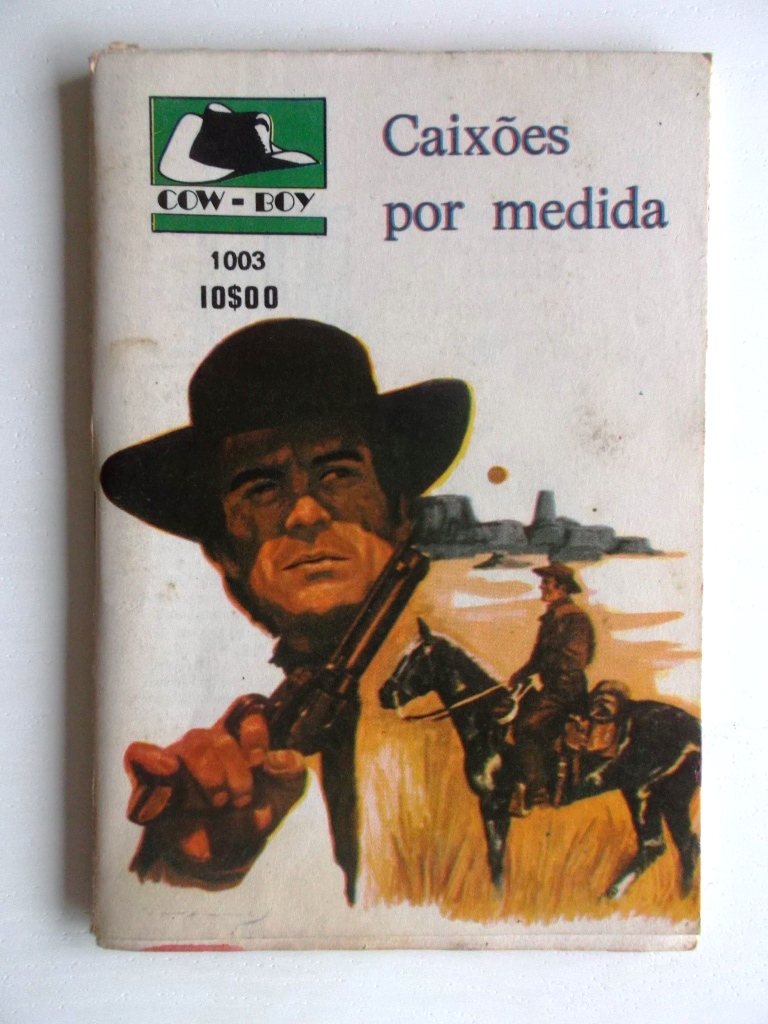 Caixões
por medida
COW-BOY
1003
10$00